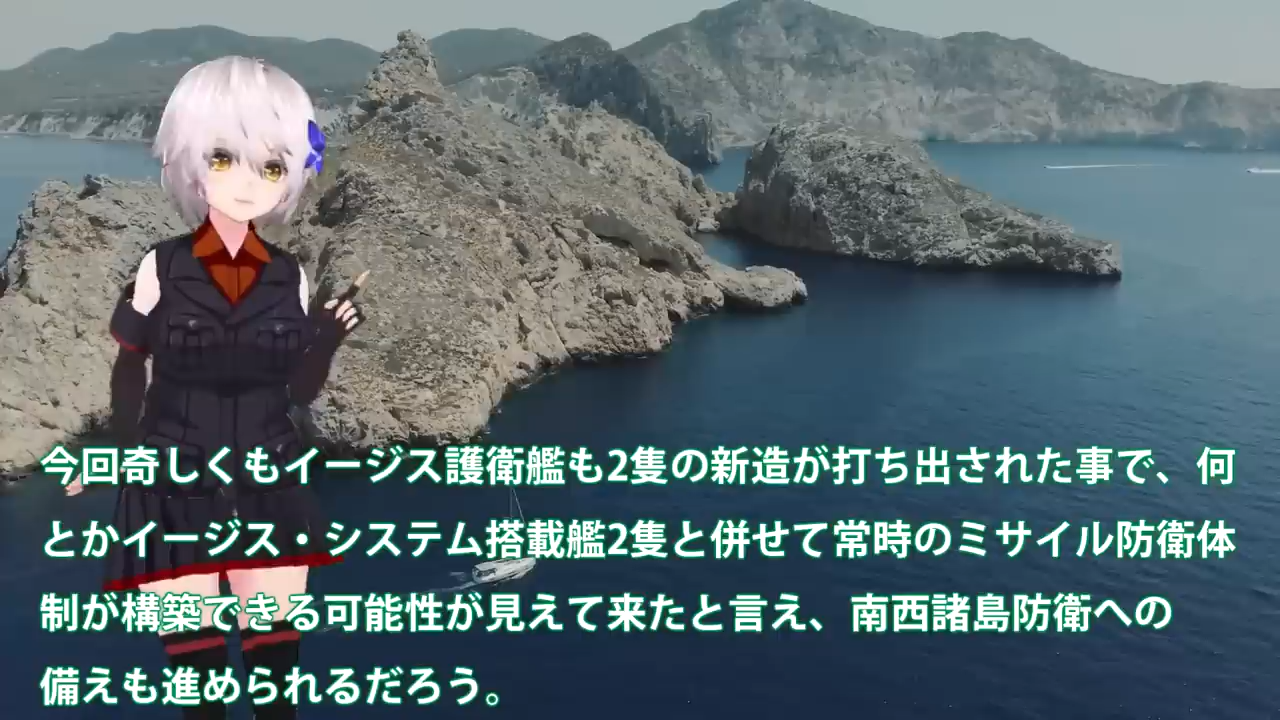 今回奇しくもイージス護衛艦も2隻の新造が打ち出された事で、何
とかイージス・システム搭載艦2隻と併せて常時のミサイル防衛体
制が構築できる可能性が見えて来たと言え、南西諸島防衛への
備えも進められるだろう。